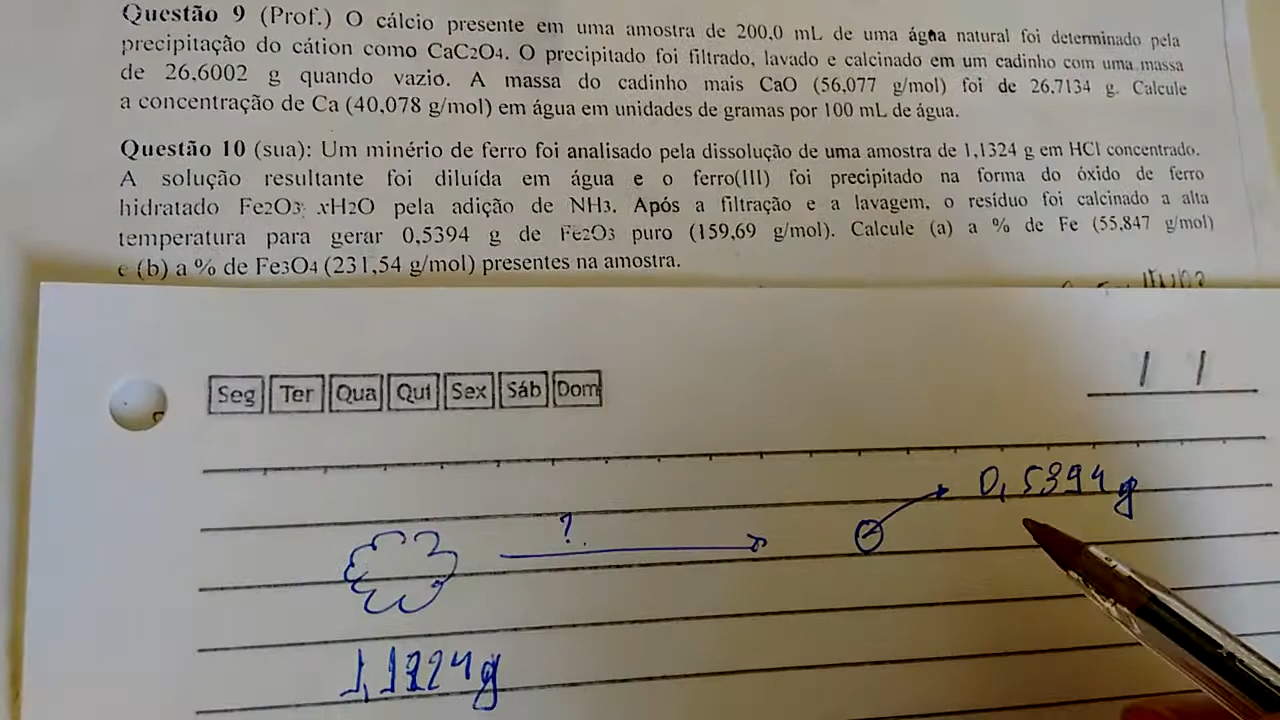 Questão 9 (Prof.) O cálcio presente em uma amostra de 200,0 mL de uma água natural foi determinado pela
precipitação do cátion como CaC2O4. O precipitado foi filtrado, lavado e calcinado em um cadinho com uma massa
de 26,6002 g quando vazio. A massa do cadinho mais CaO (56,077 g/mol) foi de 26,7134 g. Calcule
a concentração de Ca (40,078 g/mol) em água em unidades de gramas por 100 mL de água.
Questão 10 (sua): Um minério de ferro foi analisado pela dissolução de uma amostra de 1,1324 g em HCl concentrado.
A solução resultante foi diluída em água e o ferro(III) foi precipitado na forma do óxido de ferro
hidratado Fe2O3. xH2O pela adição de NH3. Após a filtração e a lavagem, o resíduo foi calcinado a alta
temperatura para gerar 0,5394 g de Fe2O3 puro (159,69 g/mol). Calcule (a) a % de Fe (55,847 g/mol)
e (b) a % de Fe3O4 (231,54 g/mol) presentes na amostra.
Seg Ter Qua Qui Sex Sáb Dom
/ /
0,5394g
?
1,1324g